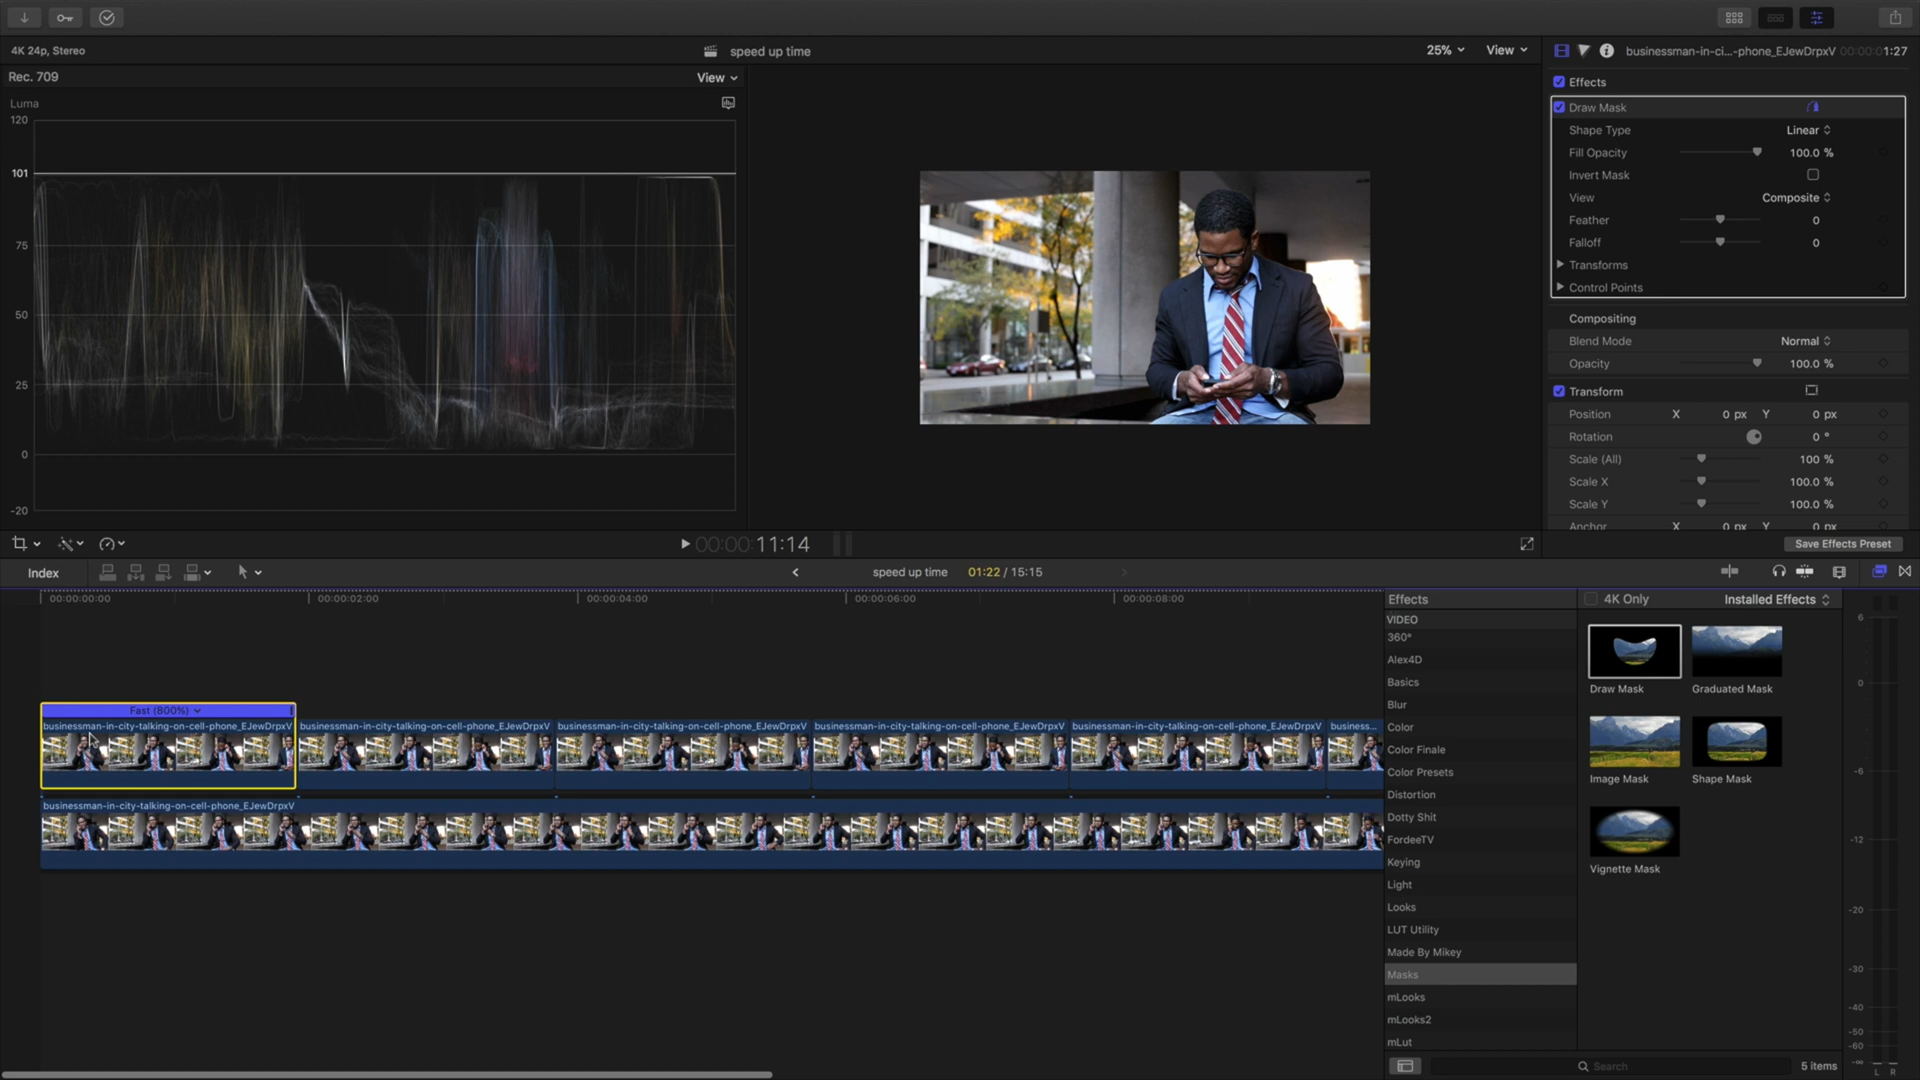 4K 24p, Stereo
speed up time
25%
View
businessman-in-ci...-phone_EJewDrpxV
00:00:01:27
Rec. 709
View
Luma
120
101
75
50
25
0
-20
Effects
Draw Mask
Shape Type
Linear
Fill Opacity
100.0 %
Invert Mask
View
Composite
Feather
0
Falloff
0
Transforms
Control Points
Compositing
Blend Mode
Normal
Opacity
100.0 %
Transform
Position
X
0 px
Y
0 px
Rotation
0 °
Scale (All)
100 %
Scale X
100.0 %
Scale Y
100.0 %
Anchor
X
0 px
Y
0 px
Save Effects Preset
00:00:11:14
Index
speed up time
01:22 / 15:15
00:00:00:00
00:00:02:00
00:00:04:00
00:00:06:00
00:00:08:00
Fast (800%)
businessman-in-city-talking-on-cell-phone_EJewDrpxV
businessman-in-city-talking-on-cell-phone_EJewDrpxV
businessman-in-city-talking-on-cell-phone_EJewDrpxV
businessman-in-city-talking-on-cell-phone_EJewDrpxV
businessman-in-city-talking-on-cell-phone_EJewDrpxV
business...
businessman-in-city-talking-on-cell-phone_EJewDrpxV
Effects
VIDEO
360°
Alex4D
Basics
Blur
Color
Color Finale
Color Presets
Distortion
Dotty Shit
FordeeTV
Keying
Light
Looks
LUT Utility
Made By Mikey
Masks
mLooks
mLooks2
mLut
4K Only
Installed Effects
Draw Mask
Graduated Mask
Image Mask
Shape Mask
Vignette Mask
Search
5 items
6
0
-6
-12
-20
-30
-40
-50
-60
-∞
L
R